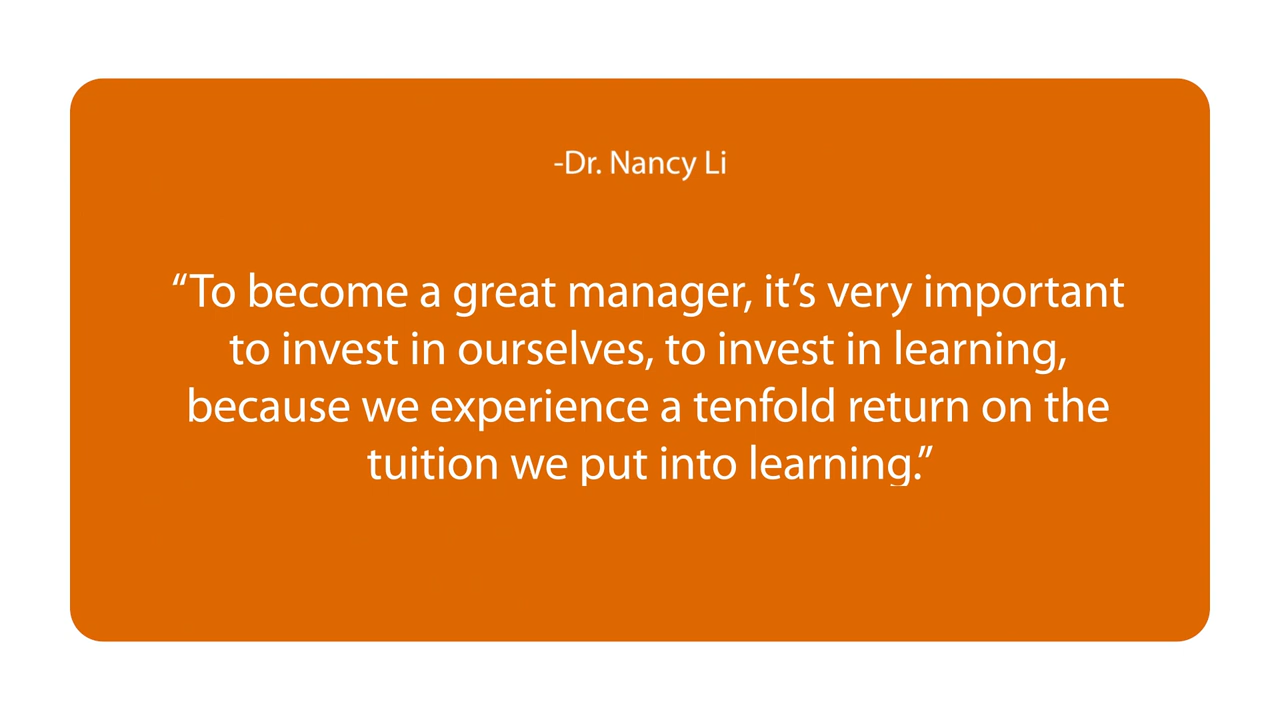 -Dr. Nancy Li
“To become a great manager, it’s very important
to invest in ourselves, to invest in learning,
because we experience a tenfold return on the
tuition we put into learning.”